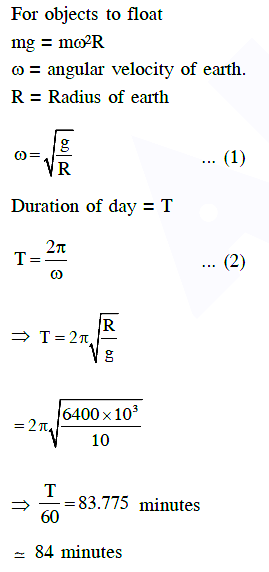 For objects to float
mg = mω2R
ω = angular velocity of earth.
R = Radius of earth
ω = √(g/R) ... (1)
Duration of day = T
T = 2π/ω ... (2)
⇒ T = 2π√(R/g)
= 2π√(6400 × 10³/10)
⇒ T/60 = 83.775 minutes
≃ 84 minutes